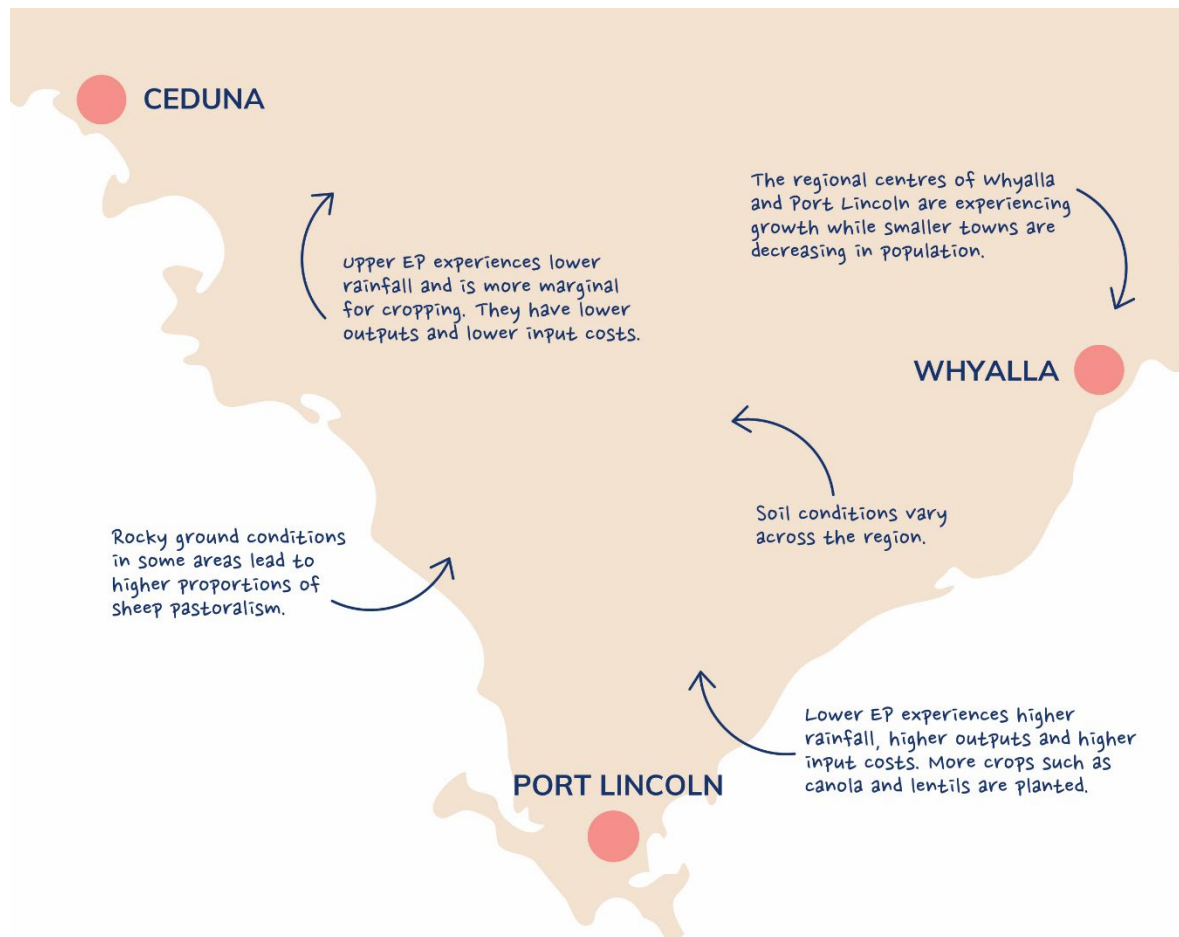 CEDUNA
The regional centres of Whyalla
and Port Lincoln are experiencing
growth while smaller towns are
decreasing in population.
Upper EP experiences lower
rainfall and is more marginal
for cropping. They have lower
outputs and lower input costs.
WHYALLA
Soil conditions vary
across the region.
Rocky ground conditions
in some areas lead to
higher proportions of
sheep pastoralism.
Lower EP experiences higher
rainfall, higher outputs and higher
input costs. More crops such as
canola and lentils are planted.
PORT LINCOLN